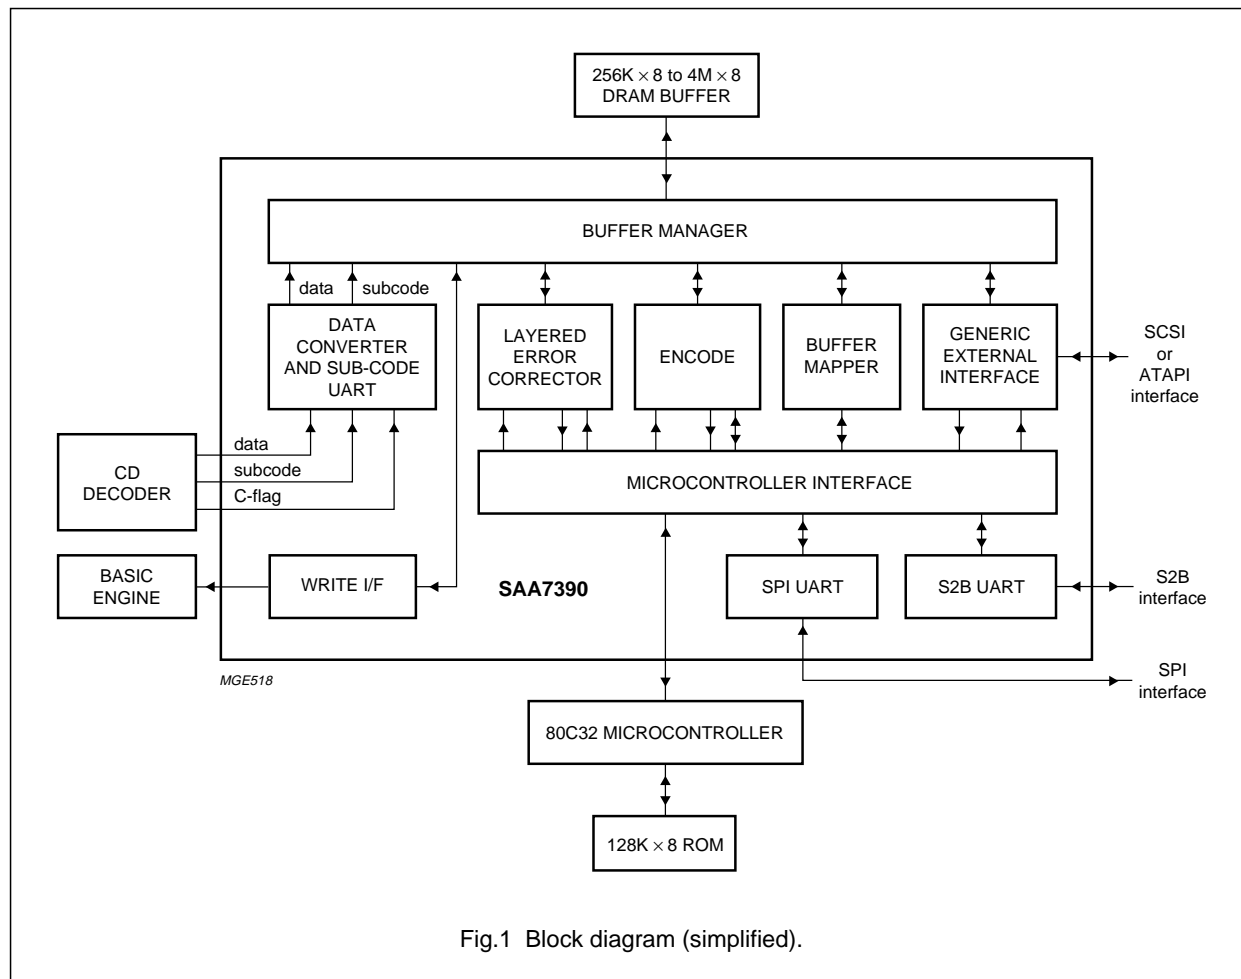 256K × 8 to 4M × 8
DRAM BUFFER
BUFFER MANAGER
data
subcode
DATA
CONVERTER
AND SUB-CODE
UART
LAYERED
ERROR
CORRECTOR
ENCODE
BUFFER
MAPPER
GENERIC
EXTERNAL
INTERFACE
SCSI
or
ATAPI
interface
CD
DECODER
data
subcode
C-flag
MICROCONTROLLER INTERFACE
BASIC
ENGINE
WRITE I/F
SAA7390
SPI UART
S2B UART
S2B
interface
MGE518
SPI
interface
80C32 MICROCONTROLLER
128K × 8 ROM
Fig.1 Block diagram (simplified).